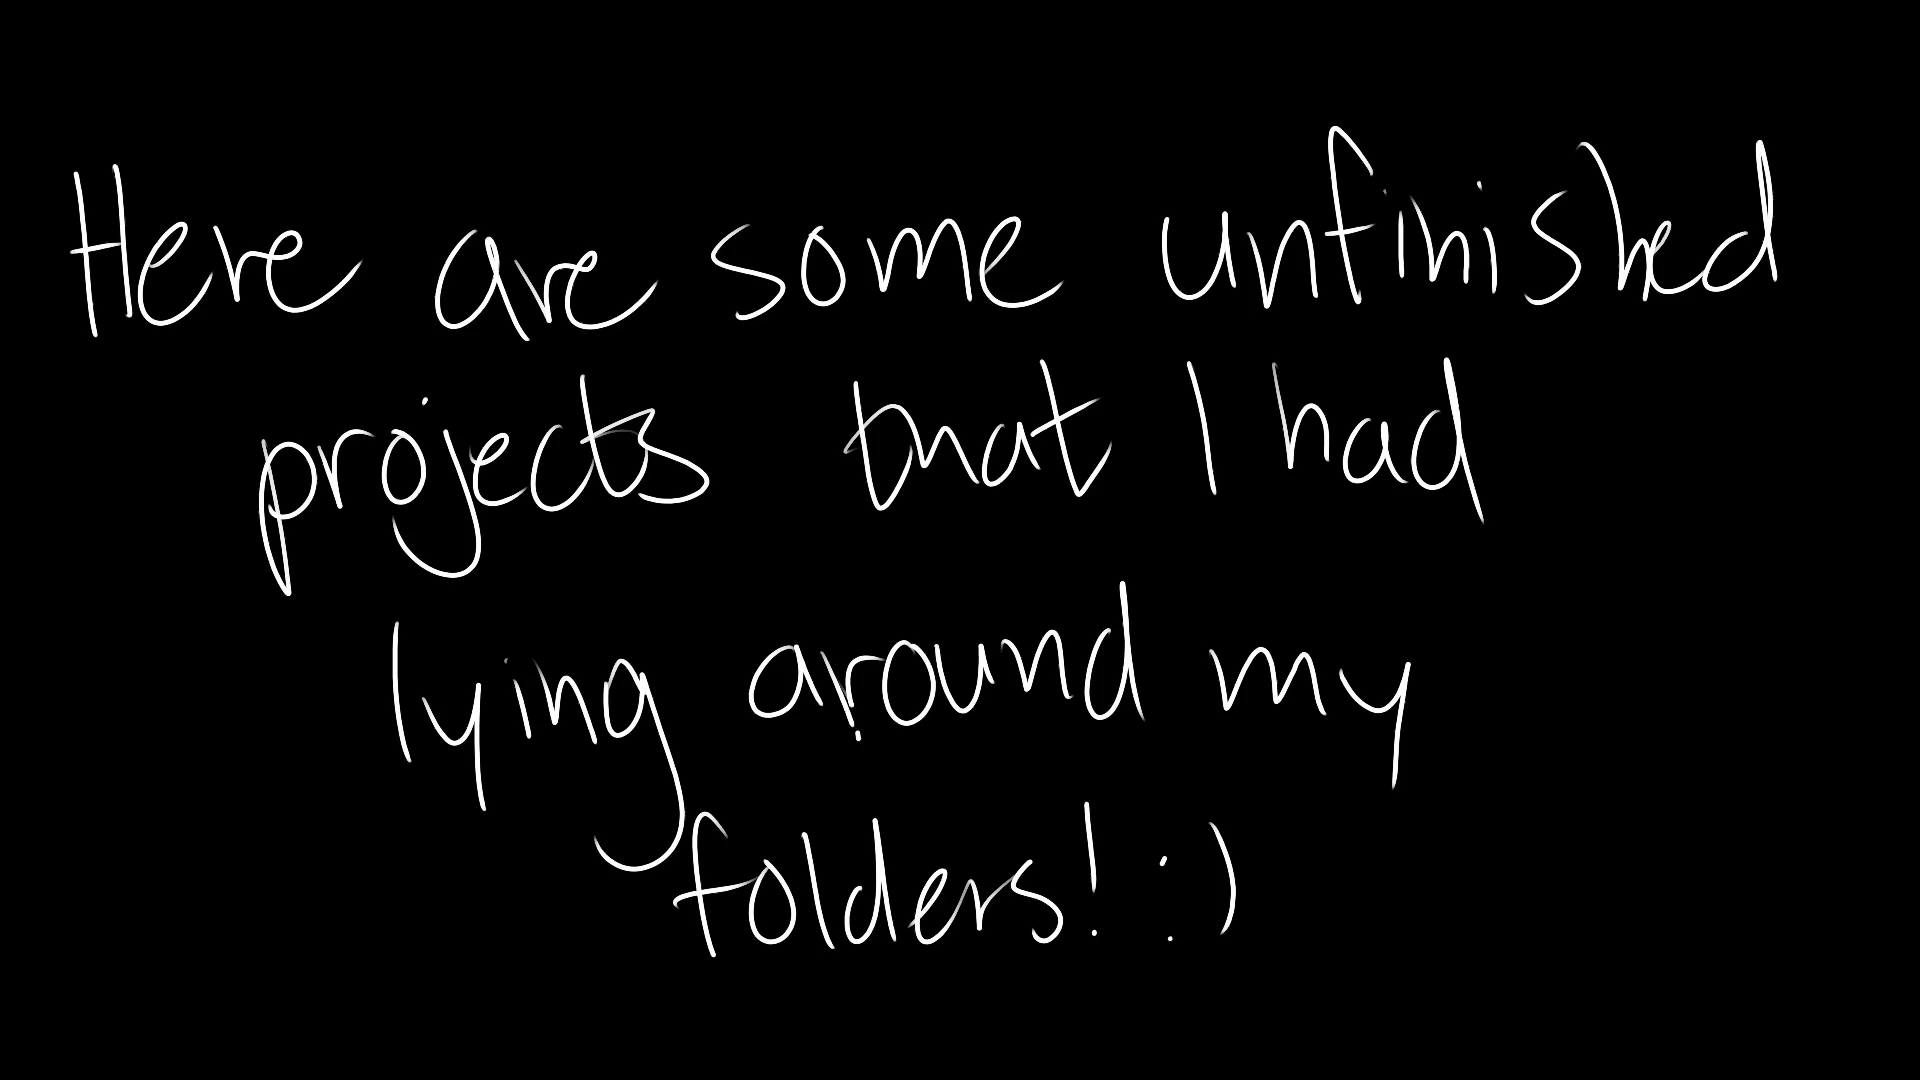 Here are some unfinished
projects that I had
lying around my
folders! :)